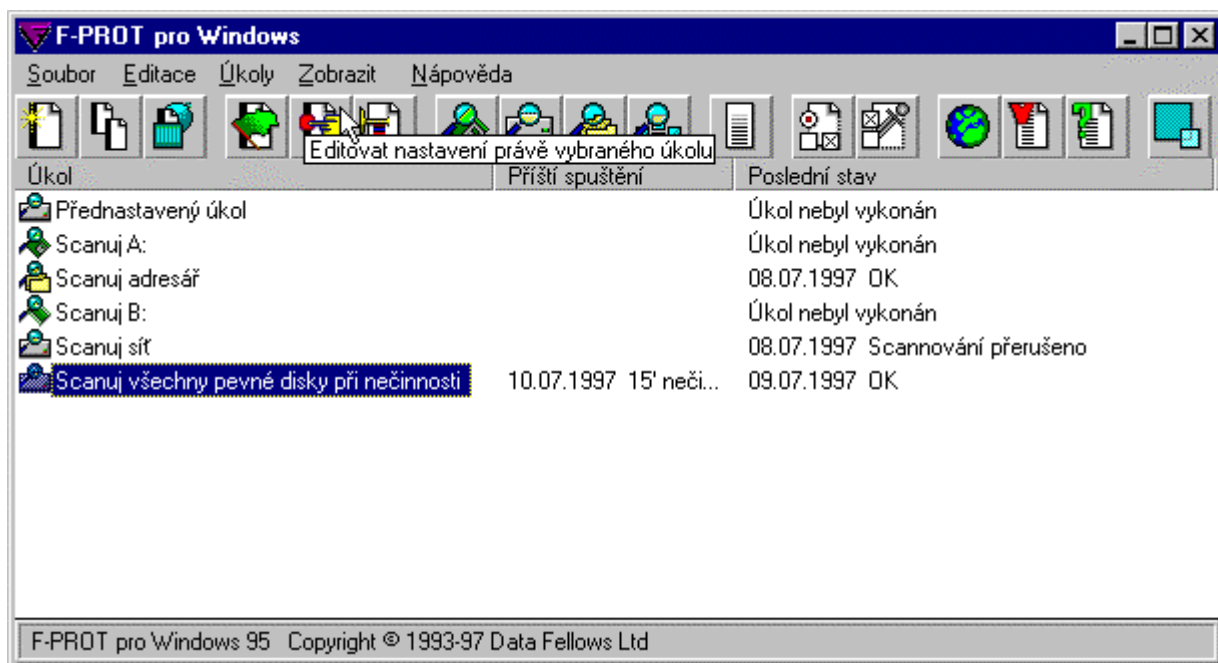 F-PROT pro Windows
Soubor Editace Úkoly Zobrazit Nápověda
Editovat nastavení právě vybraného úkolu
Úkol Příští spuštění Poslední stav
Přednastavený úkol Úkol nebyl vykonán
Scanuj A: Úkol nebyl vykonán
Scanuj adresář 08.07.1997 OK
Scanuj B: Úkol nebyl vykonán
Scanuj síť 08.07.1997 Scannování přerušeno
Scanuj všechny pevné disky při nečinnosti 10.07.1997 15' neči... 09.07.1997 OK
F-PROT pro Windows 95 Copyright © 1993-97 Data Fellows Ltd